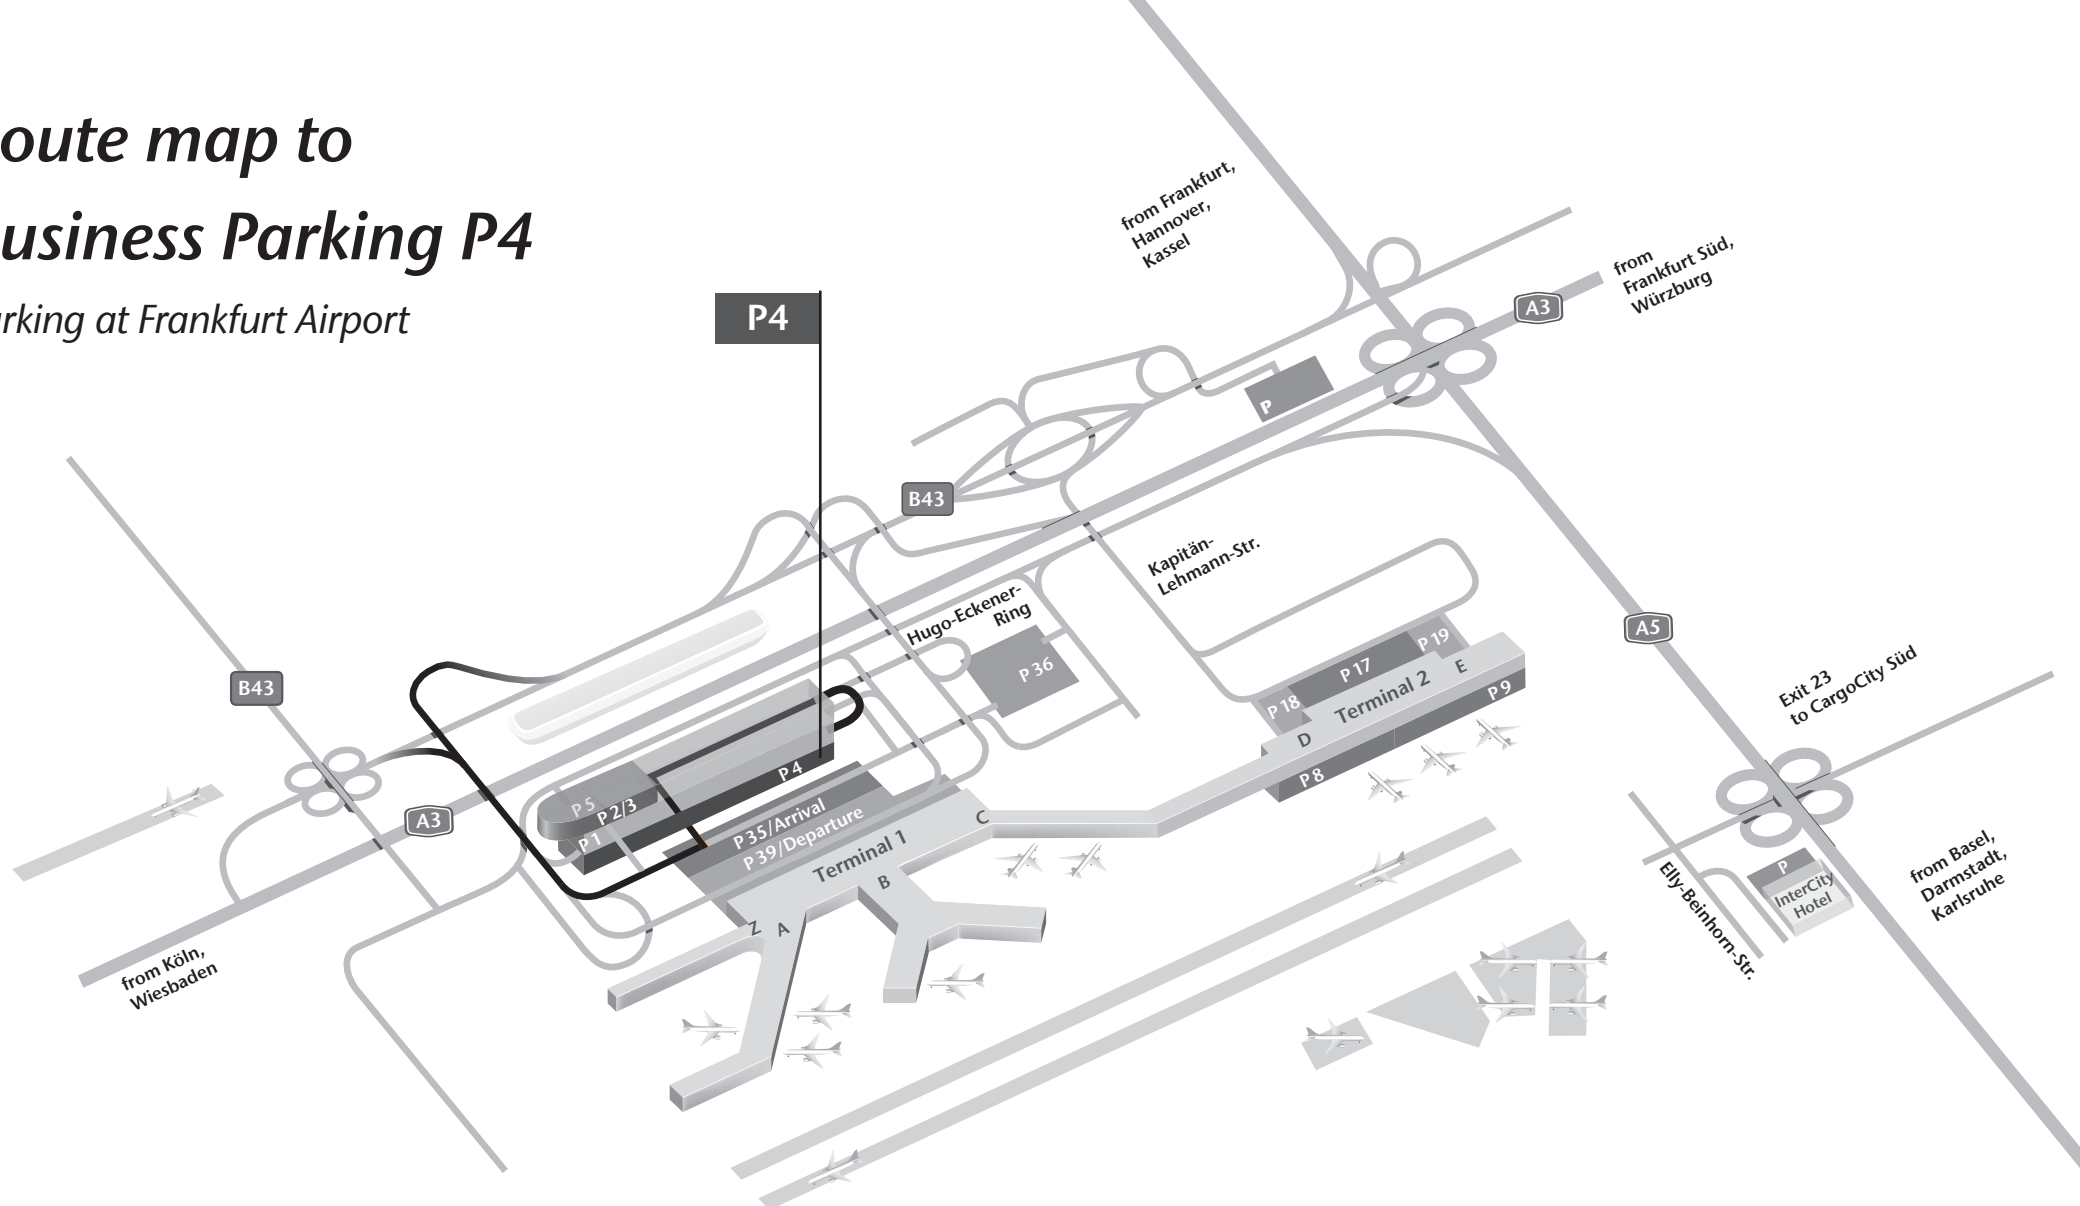 oute map to
usiness Parking P4
rking at Frankfurt Airport
P4
from Frankfurt,
Hannover,
Kassel
from
Frankfurt Süd,
Würzburg
A3
P
B43
Kapitän-
Lehmann-Str.
Hugo-Eckener-
Ring
P 36
A5
P 19
P 17
P 18
Terminal 2
E
D
P 9
P 8
Exit 23
to CargoCity Süd
B43
A3
P 4
P 5
P 2/3
P 1
P 35/Arrival
P 39/Departure
Terminal 1
C
B
Z
A
P
InterCity
Hotel
Elly-Beinhorn-Str.
from Basel,
Darmstadt,
Karlsruhe
from Köln,
Wiesbaden